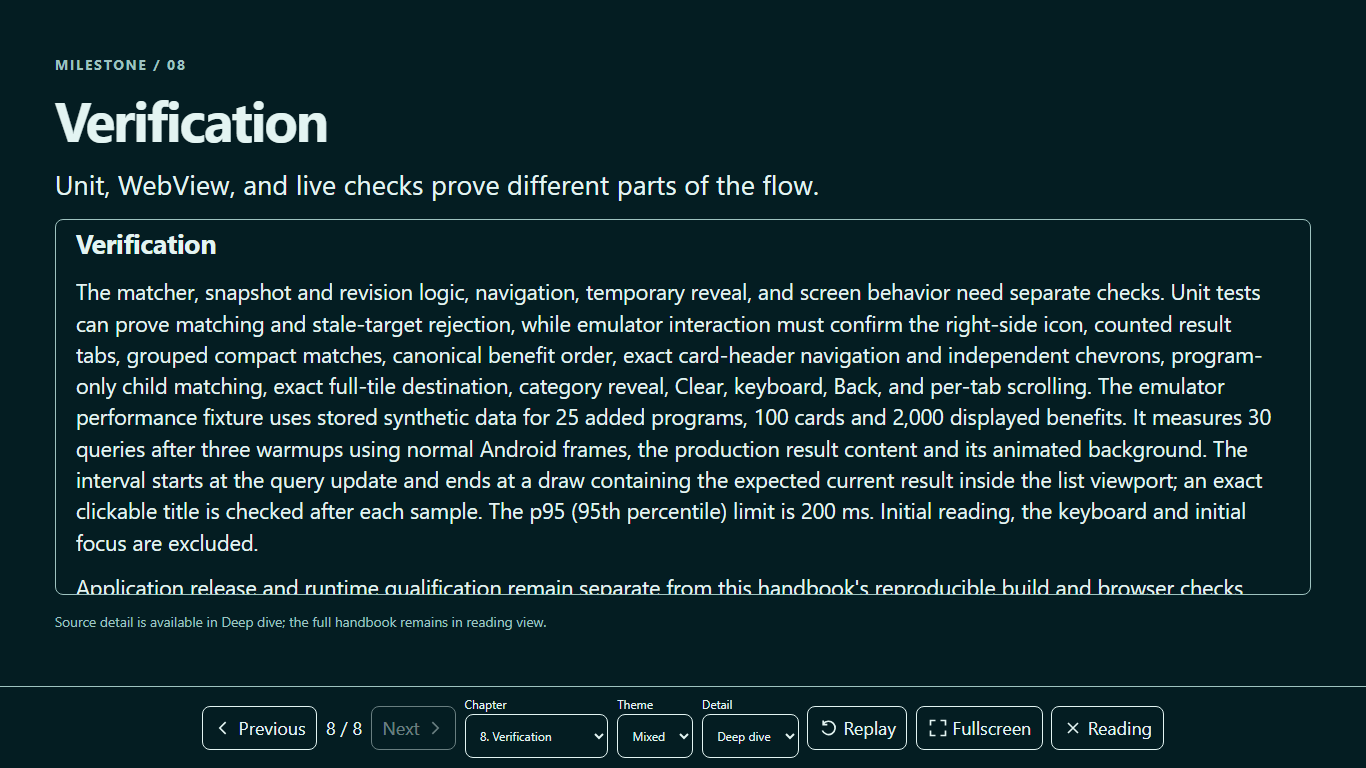 MILESTONE / 08
Verification
Unit, WebView, and live checks prove different parts of the flow.
Verification
The matcher, snapshot and revision logic, navigation, temporary reveal, and screen behavior need separate checks. Unit tests
can prove matching and stale-target rejection, while emulator interaction must confirm the right-side icon, counted result
tabs, grouped compact matches, canonical benefit order, exact card-header navigation and independent chevrons, program-
only child matching, exact full-tile destination, category reveal, Clear, keyboard, Back, and per-tab scrolling. The emulator
performance fixture uses stored synthetic data for 25 added programs, 100 cards and 2,000 displayed benefits. It measures 30
queries after three warmups using normal Android frames, the production result content and its animated background. The
interval starts at the query update and ends at a draw containing the expected current result inside the list viewport; an exact
clickable title is checked after each sample. The p95 (95th percentile) limit is 200 ms. Initial reading, the keyboard and initial
focus are excluded.
Application release and runtime qualification remain separate from this handbook's reproducible build and browser checks
Source detail is available in Deep dive; the full handbook remains in reading view.
Chapter Theme Detail
Previous 8 / 8 Next 8. Verification Mixed Deep dive Replay Fullscreen Reading